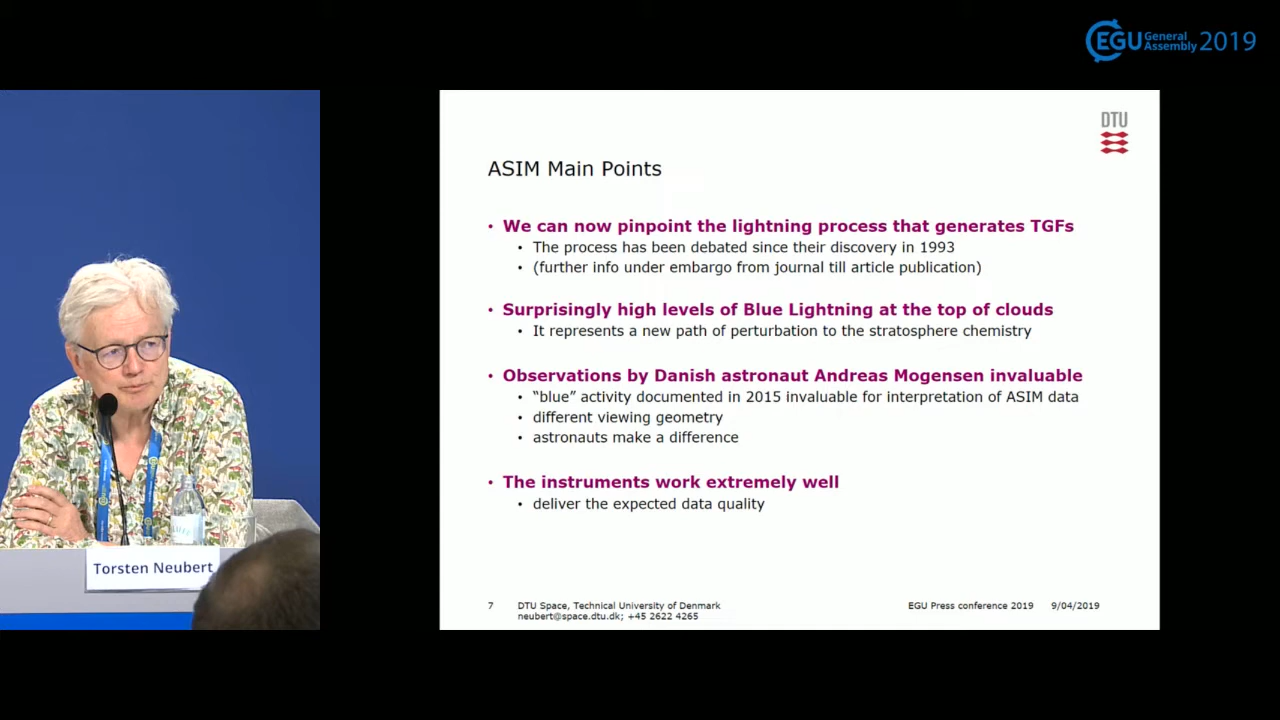 EGU General Assembly 2019
DTU
ASIM Main Points
• We can now pinpoint the lightning process that generates TGFs
• The process has been debated since their discovery in 1993
• (further info under embargo from journal till article publication)
• Surprisingly high levels of Blue Lightning at the top of clouds
• It represents a new path of perturbation to the stratosphere chemistry
• Observations by Danish astronaut Andreas Mogensen invaluable
• “blue” activity documented in 2015 invaluable for interpretation of ASIM data
• different viewing geometry
• astronauts make a difference
• The instruments work extremely well
• deliver the expected data quality
Torsten Neubert
7 DTU Space, Technical University of Denmark EGU Press conference 2019 9/04/2019
neubert@space.dtu.dk; +45 2622 4265